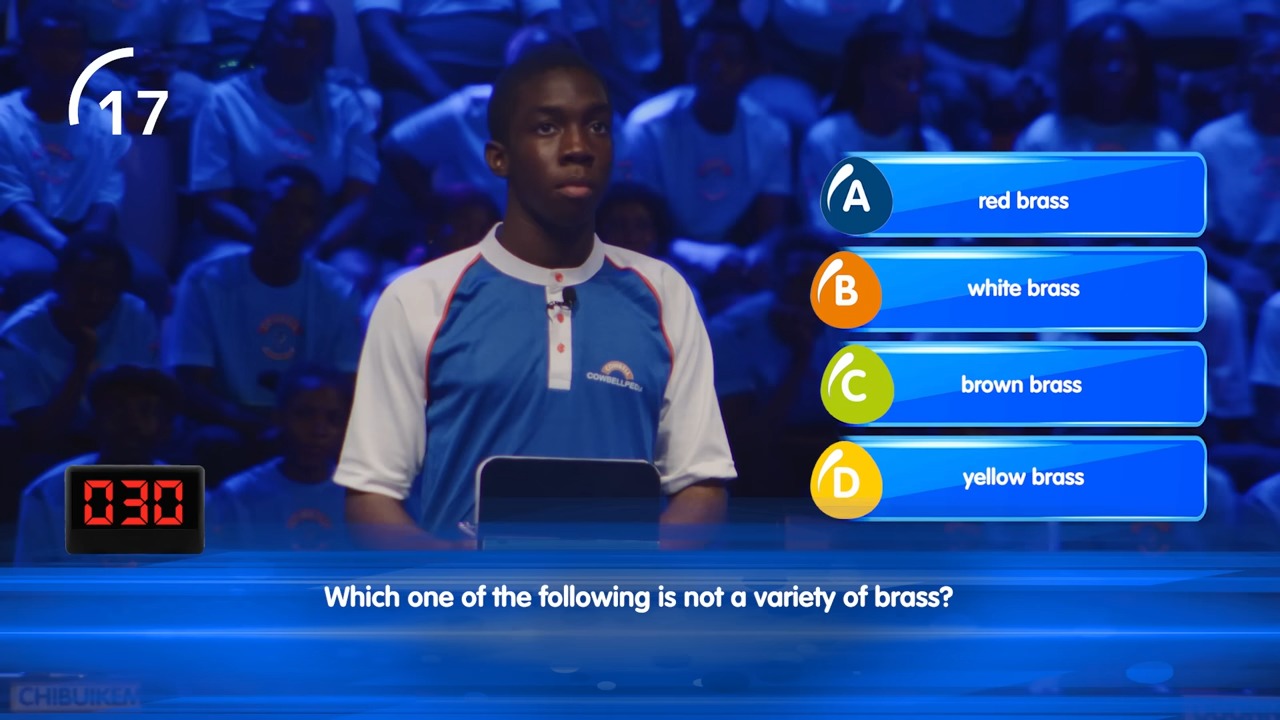 17
A
red brass
B
white brass
C
brown brass
D
yellow brass
COWBELLPEDIA
030
Which one of the following is not a variety of brass?
CHIBUIKEM